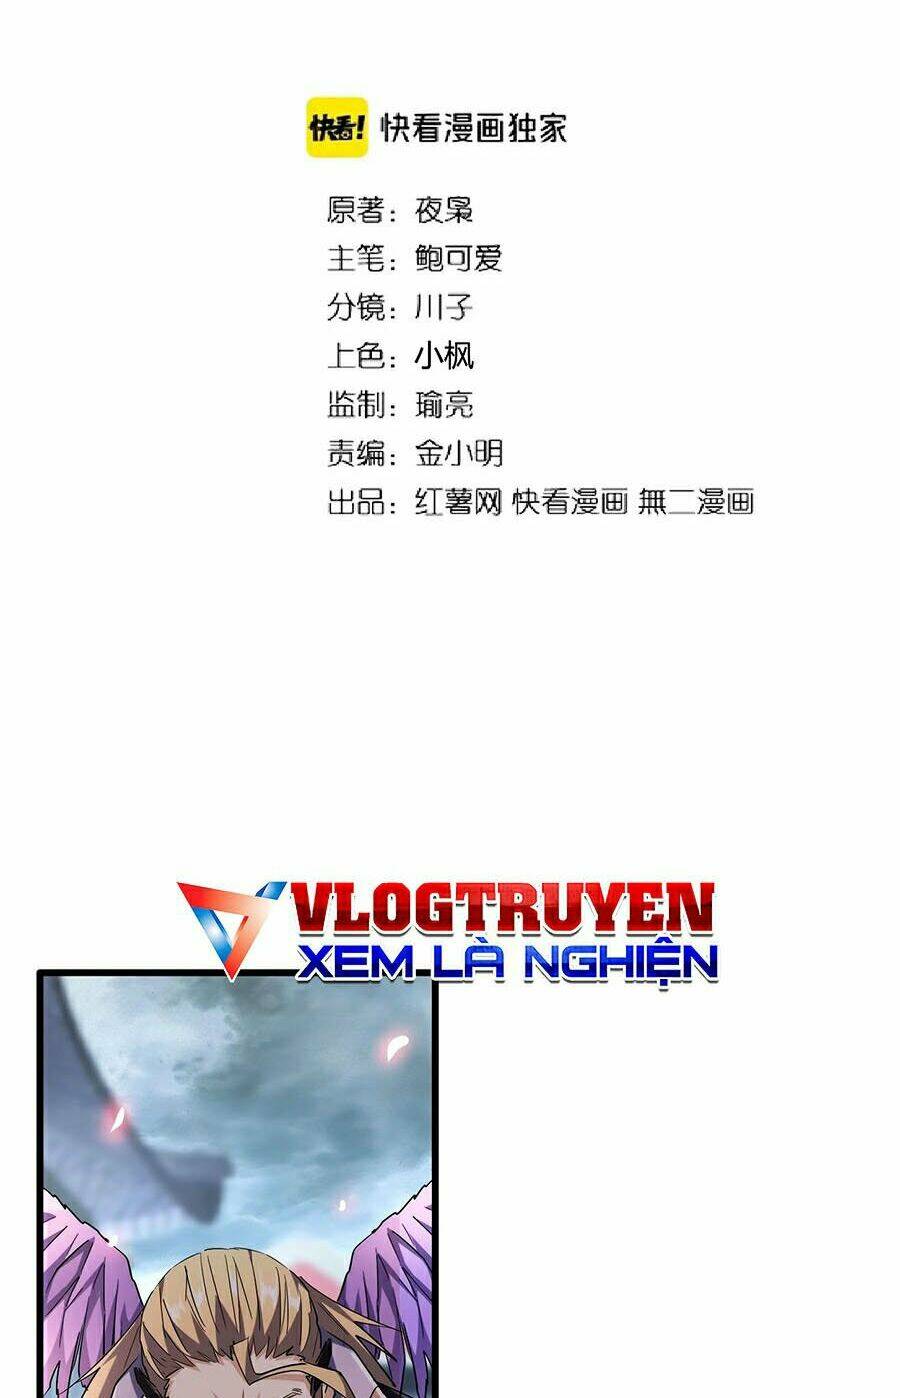 快看! 快看漫画独家
原著：夜枭
主笔：鲍可爱
分镜：川子
上色：小枫
监制：瑜亮
责编：金小明
出品：红薯网 快看漫画 無二漫画
VLOGTRUYEN
XEM LÀ NGHIỆN